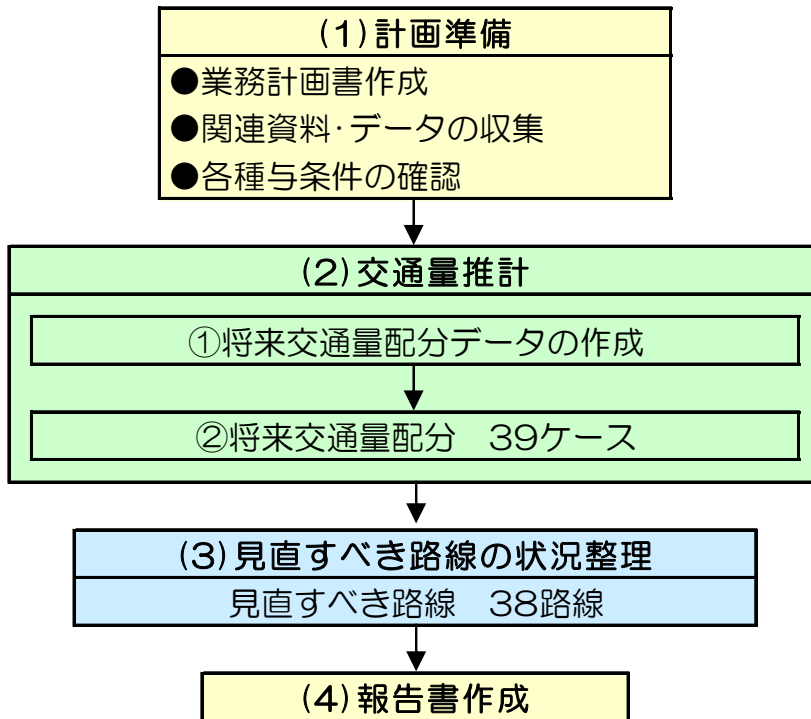 (1)計画準備
●業務計画書作成
●関連資料･データの収集
●各種与条件の確認
(2)交通量推計
①将来交通量配分データの作成
②将来交通量配分　39ケース
(3)見直すべき路線の状況整理
見直すべき路線　38路線
(4)報告書作成